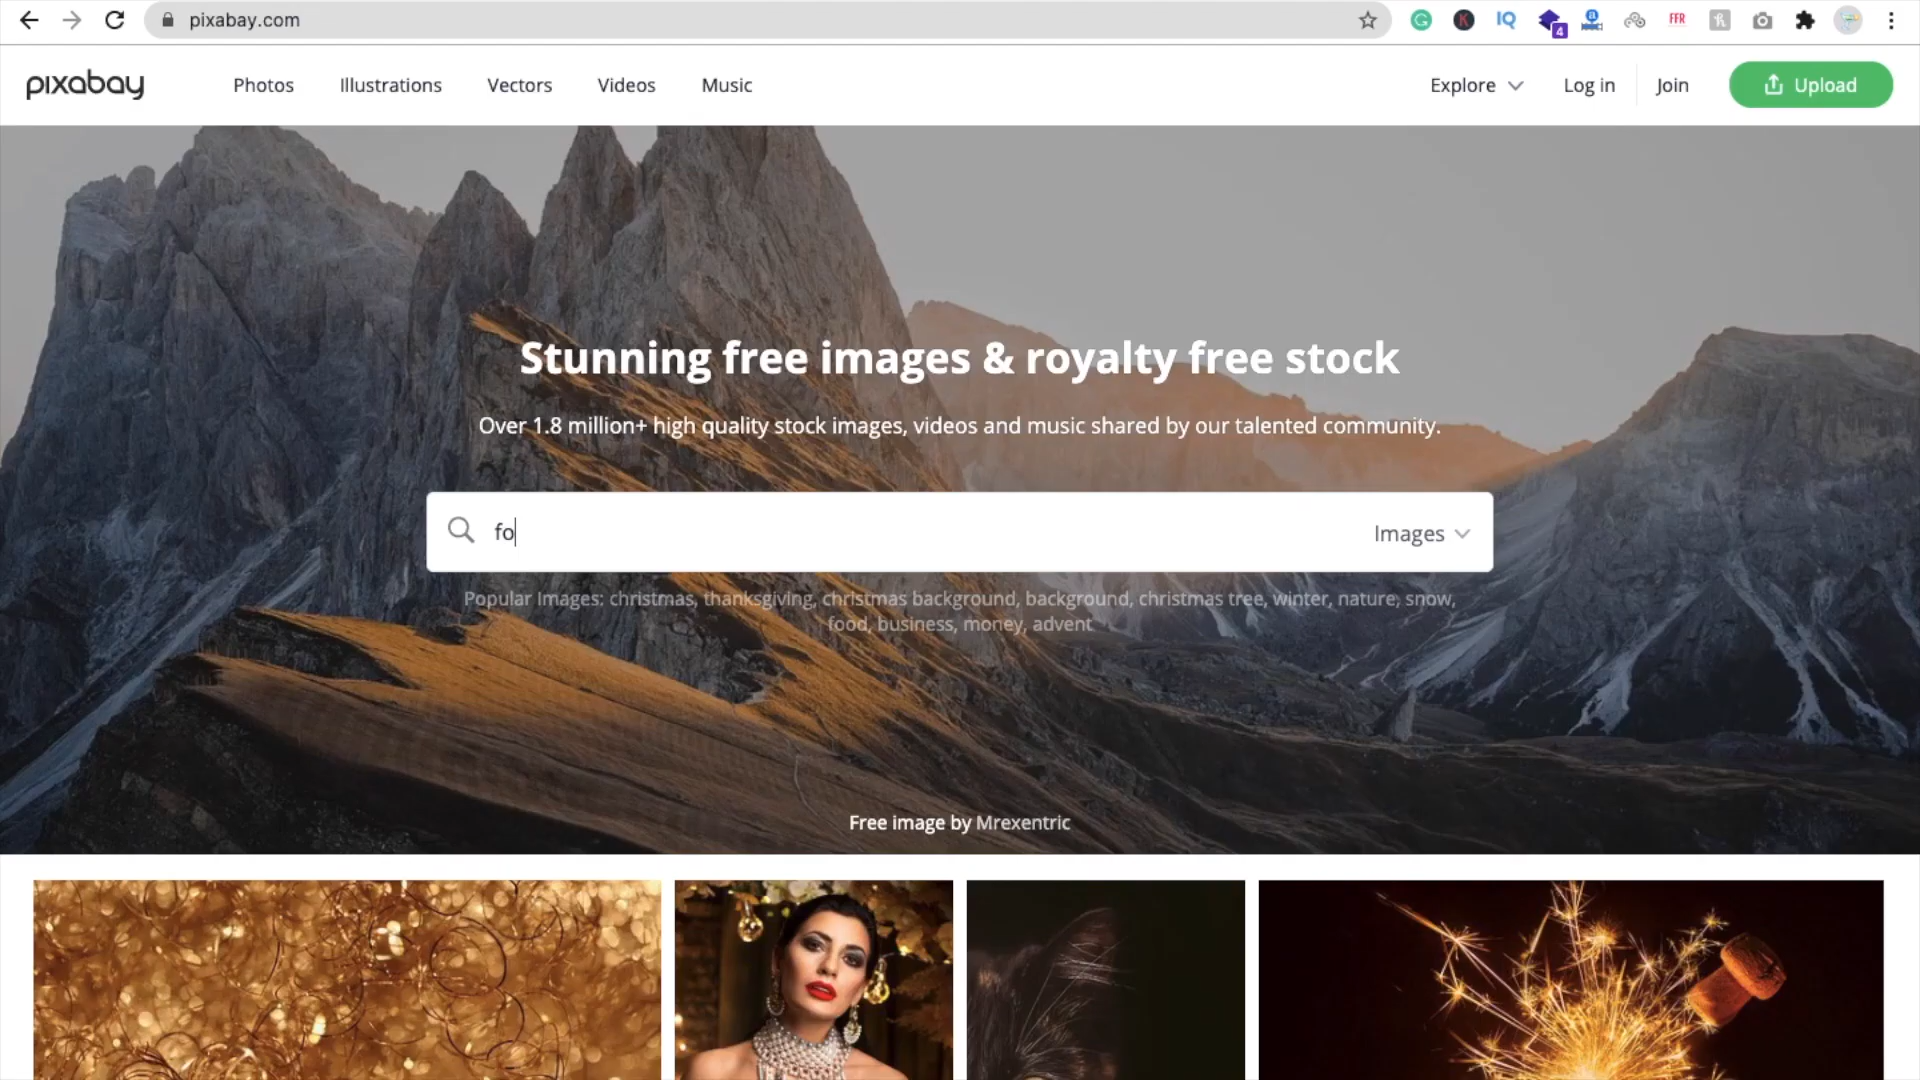 pixabay.com
IQ
4
FFR
pixabay
Photos
Illustrations
Vectors
Videos
Music
Explore
Log in
Join
Upload
Stunning free images & royalty free stock
Over 1.8 million+ high quality stock images, videos and music shared by our talented community.
fo
Images
Popular Images: christmas, thanksgiving, christmas background, background, christmas tree, winter, nature, snow,
food, business, money, advent
Free image by Mrexentric